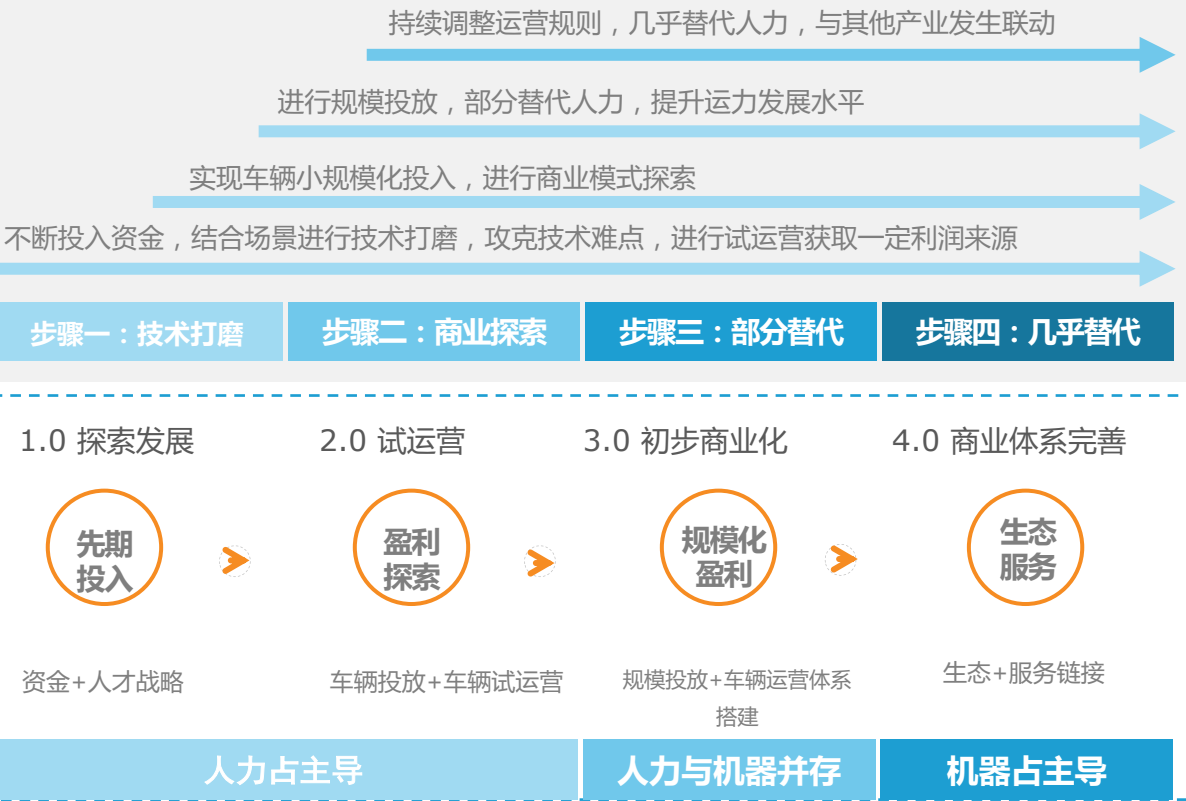 持续调整运营规则，几乎替代人力，与其他产业发生联动
进行规模投放，部分替代人力，提升运力发展水平
实现车辆小规模化投入，进行商业模式探索
不断投入资金，结合场景进行技术打磨，攻克技术难点，进行试运营获取一定利润来源
步骤一：技术打磨
步骤二：商业探索
步骤三：部分替代
步骤四：几乎替代
1.0 探索发展
2.0 试运营
3.0 初步商业化
4.0 商业体系完善
先期
投入
盈利
探索
规模化
盈利
生态
服务
资金+人才战略
车辆投放+车辆试运营
规模投放+车辆运营体系
搭建
生态+服务链接
人力占主导
人力与机器并存
机器占主导